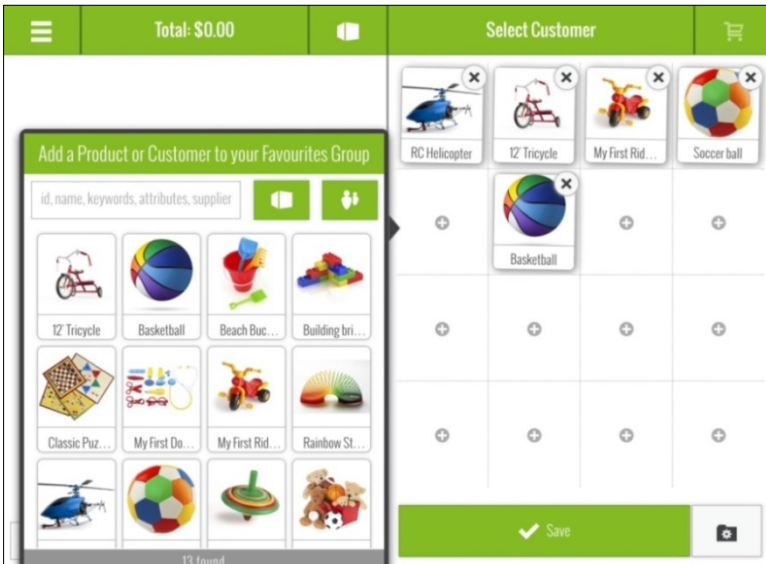 Total: $0.00
Select Customer
Add a Product or Customer to your Favourites Group
id, name, keywords, attributes, supplier
12' Tricycle
Basketball
Beach Buc...
Building bri...
Classic Puz...
My First Do...
My First Rid...
Rainbow St...
13 found
RC Helicopter
12' Tricycle
My First Rid...
Soccer ball
Basketball
Save